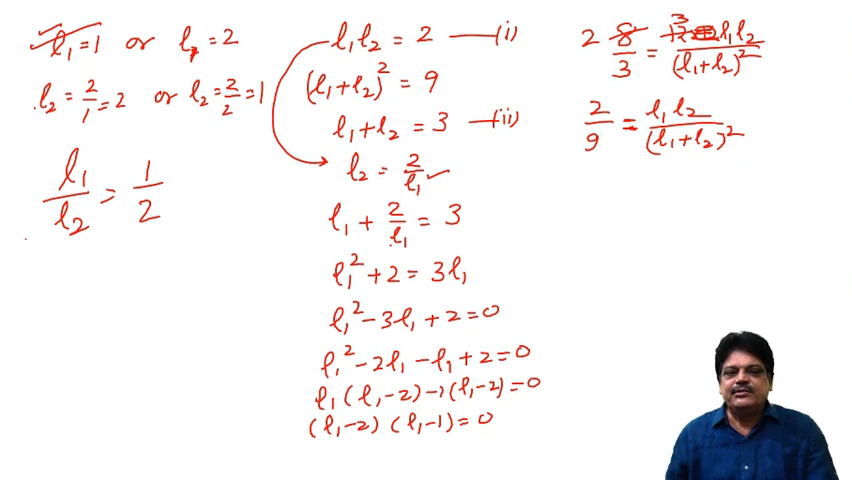 l₁ = 1 or l₁ = 2
l₂ = 2/1 = 2 or l₂ = 2/2 = 1
l₁/l₂ = 1/2
l₁l₂ = 2 —(i)
(l₁+l₂)² = 9
l₁+l₂ = 3 —(ii)
l₂ = 2/l₁ ✓
l₁ + 2/l₁ = 3
l₁² + 2 = 3l₁
l₁² - 3l₁ + 2 = 0
l₁² - 2l₁ - l₁ + 2 = 0
l₁(l₁-2) -1(l₁-2) = 0
(l₁-2) (l₁-1) = 0
2 8/3 = 3 l₁l₂/(l₁+l₂)²
2/9 = l₁l₂/(l₁+l₂)²